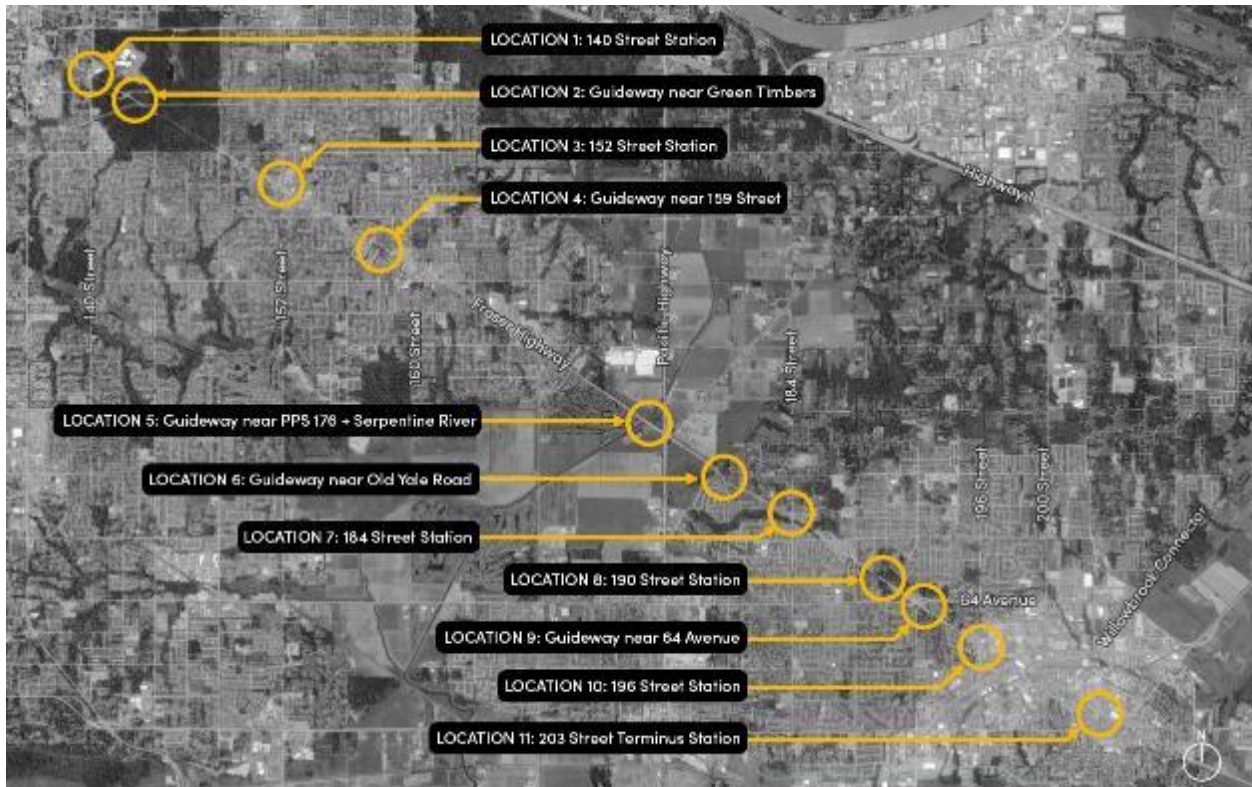 LOCATION 1: 140 Street Station
LOCATION 2: Guideway near Green Timbers
LOCATION 3: 152 Street Station
LOCATION 4: Guideway near 159 Street
Highway 1
140 Street
157 Street
160 Street
Fraser Highway
Pacific Highway
184 Street
LOCATION 5: Guideway near PPS 176 + Serpentine River
LOCATION 6: Guideway near Old Yale Road
LOCATION 7: 184 Street Station
196 Street
200 Street
Willowbrook Connector
LOCATION 8: 190 Street Station
64 Avenue
LOCATION 9: Guideway near 64 Avenue
LOCATION 10: 196 Street Station
LOCATION 11: 203 Street Terminus Station
N